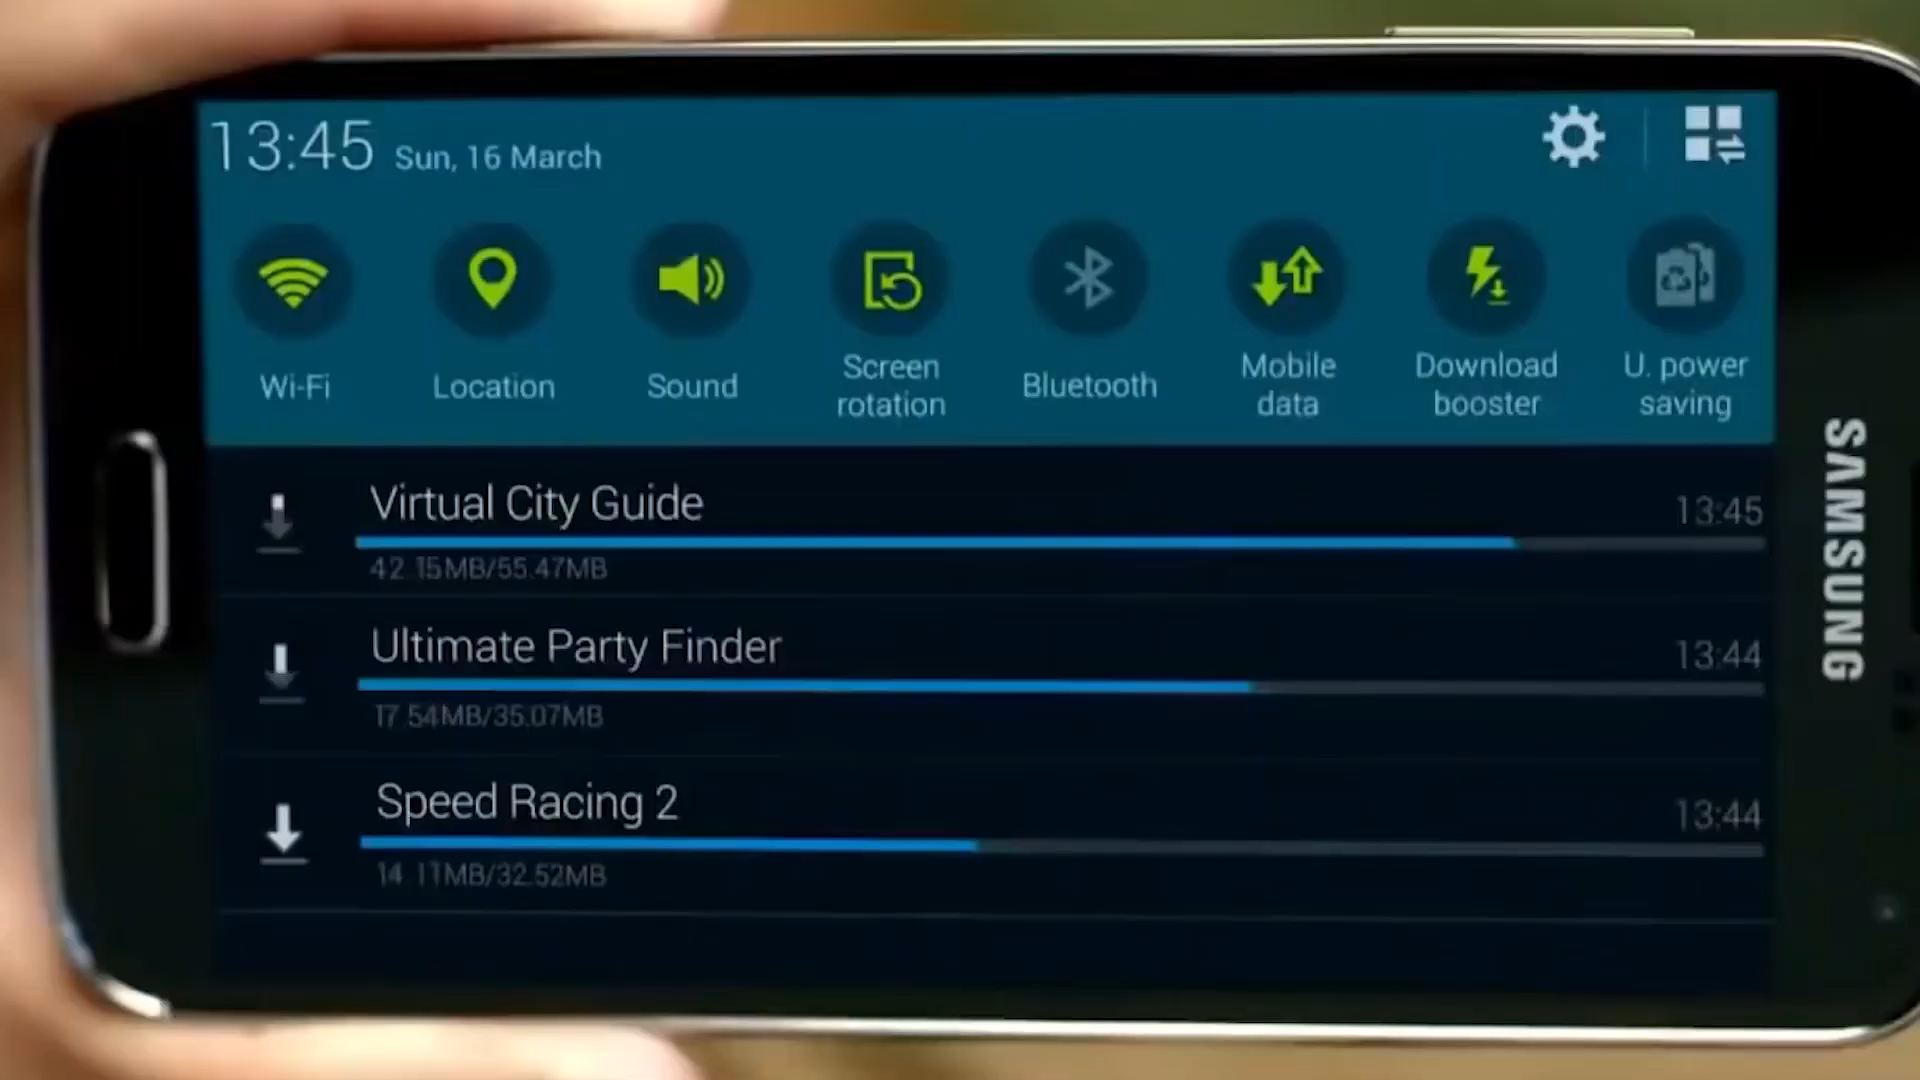 13:45 Sun, 16 March
Wi-Fi
Location
Sound
Screen
rotation
Bluetooth
Mobile
data
Download
booster
U. power
saving
Virtual City Guide
13:45
42.15MB/55.47MB
Ultimate Party Finder
13:44
17.54MB/35.07MB
Speed Racing 2
13:44
14.11MB/32.52MB
SAMSUNG